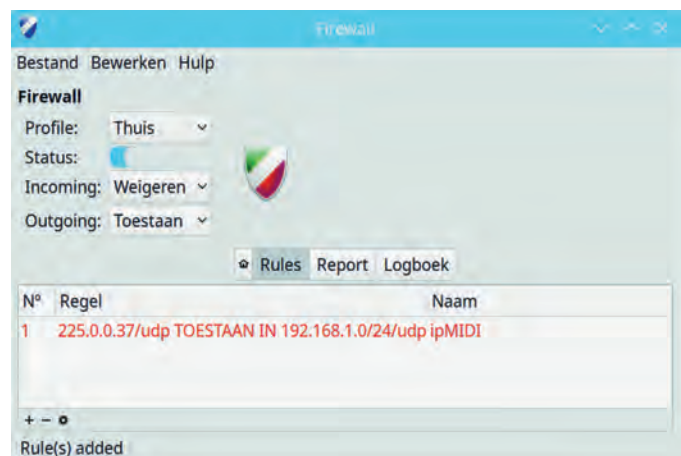 Firewall
Bestand Bewerken Hulp
Firewall
Profile: Thuis
Status:
Incoming: Weigeren
Outgoing: Toestaan
Rules Report Logboek
Nº Regel Naam
1 225.0.0.37/udp TOESTAAN IN 192.168.1.0/24/udp ipMIDI
Rule(s) added